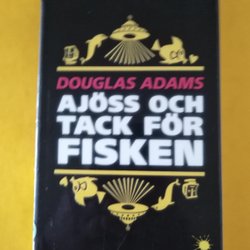 DOUGLAS ADAMS
AJÖSS OCH
TACK FÖR
FISKEN